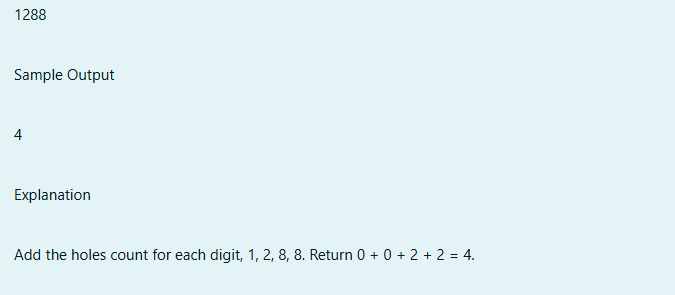 1288
Sample Output
4
Explanation
Add the holes count for each digit, 1, 2, 8, 8. Return 0 + 0 + 2 + 2 = 4.